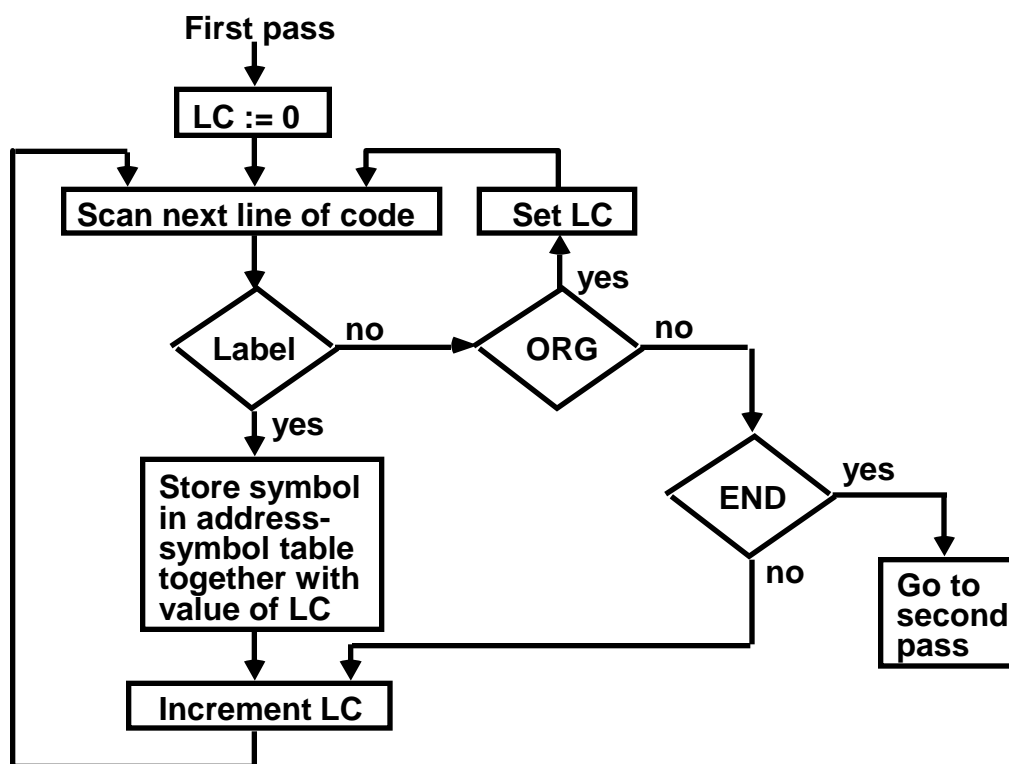 First pass
LC := 0
Scan next line of code
Set LC
yes
Label
no
ORG
no
yes
Store symbol
in address-
symbol table
together with
value of LC
END
yes
no
Go to
second
pass
Increment LC